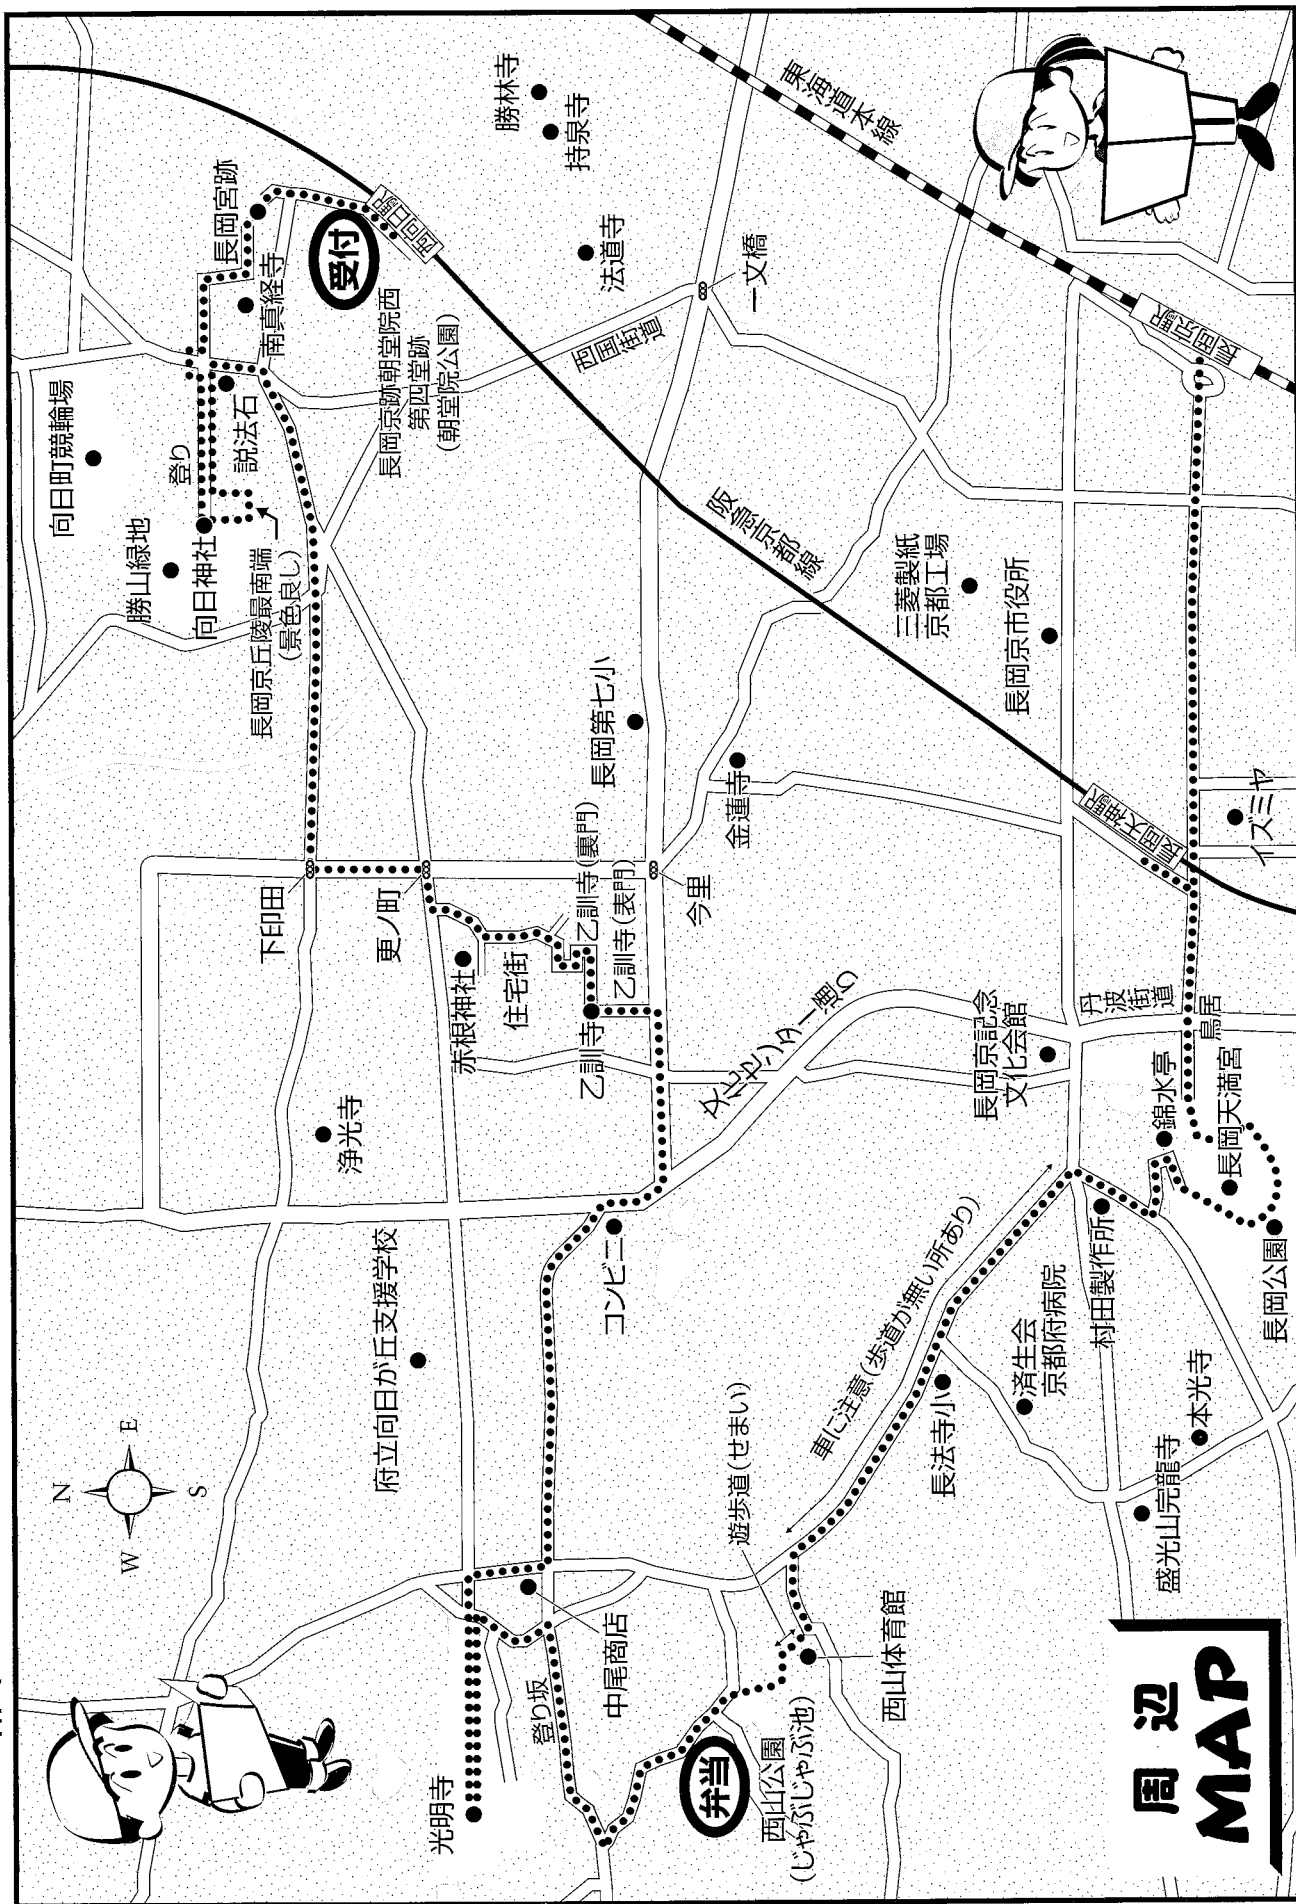 N
W
E
S
光明寺
府立向日が丘支援学校
浄光寺
下印田
更ノ町
赤根神社
住宅街
乙訓寺(裏門)
乙訓寺(表門)
乙訓寺
今里
勝山緑地
向日町競輪場
登り
向日神社
説法石
長岡京丘陵最南端
(景色良し)
長岡宮跡
南真経寺
受付
西向日駅
長岡京跡朝堂院西
第四堂跡
(朝堂院公園)
勝林寺
持泉寺
法道寺
一文橋
西国街道
東海道本線
阪急京都線
長岡第七小
金蓮寺
三菱製紙
京都工場
長岡京市役所
長岡京駅
長岡天神駅
イズミヤ
登り坂
中尾商店
コンビニ
文化センター通り
長岡京記念
文化会館
丹波
街道
鳥居
錦水亭
長岡天満宮
長岡公園
弁当
西山公園
(じゃぶじゃぶ池)
遊歩道(せまい)
西山体育館
車に注意(歩道が無い所あり)
長法寺小
済生会
京都府病院
村田製作所
本光寺
盛光山完龍寺
周辺
MAP